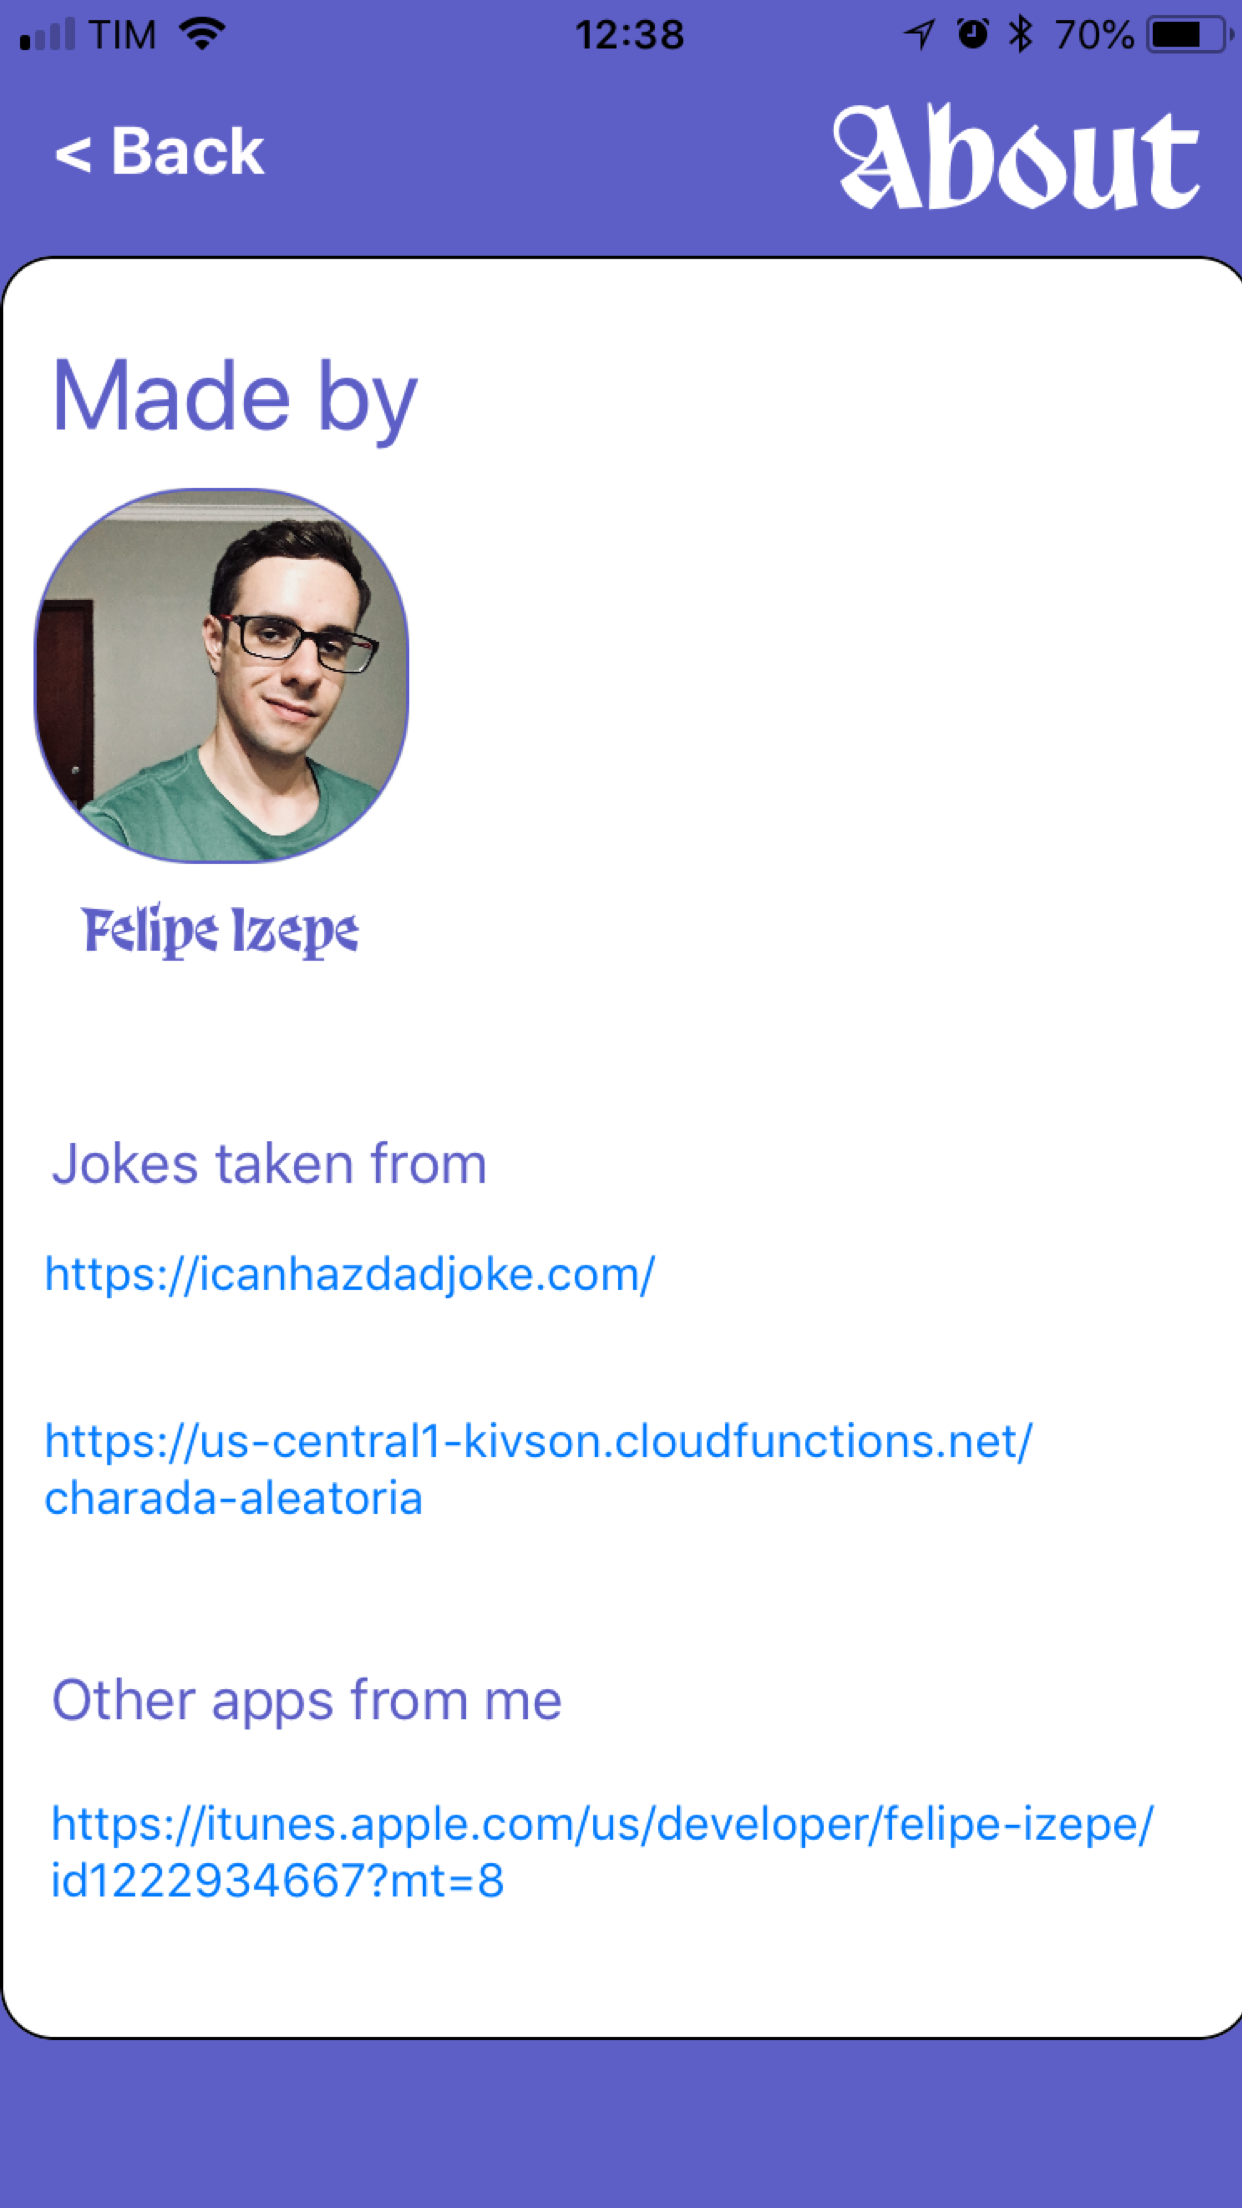 TIM 12:38 70%
< Back About
Made by
Felipe Izepe
Jokes taken from
https://icanhazdadjoke.com/
https://us-central1-kivson.cloudfunctions.net/
charada-aleatoria
Other apps from me
https://itunes.apple.com/us/developer/felipe-izepe/
id1222934667?mt=8